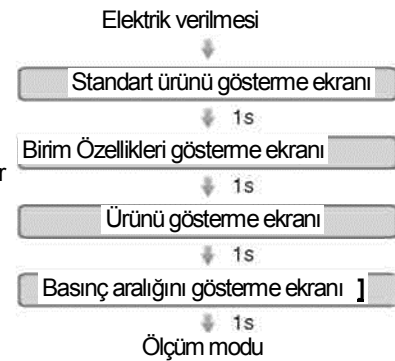 Elektrik verilmesi
Standart ürünü gösterme ekranı
1s
Birim Özellikleri gösterme ekranı
r
1s
Ürünü gösterme ekranı
1s
Basınç aralığını gösterme ekranı ]
1s
Ölçüm modu